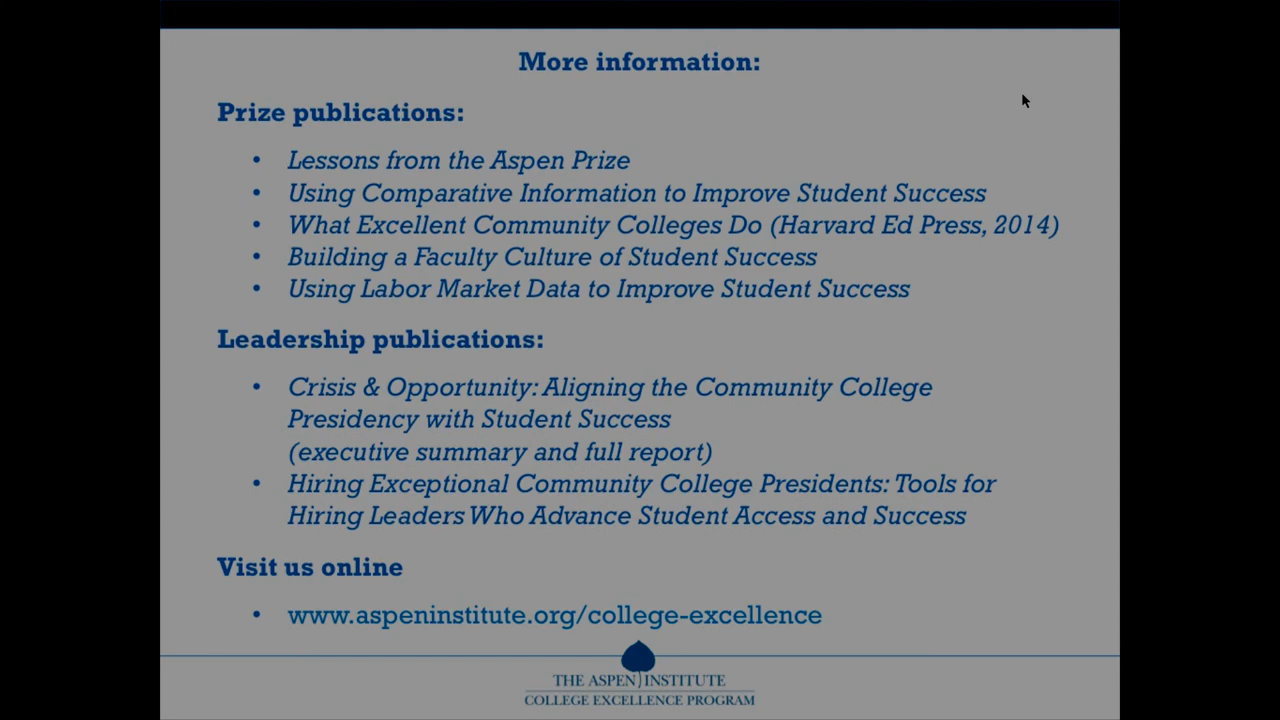 More information:
Prize publications:
• Lessons from the Aspen Prize
• Using Comparative Information to Improve Student Success
• What Excellent Community Colleges Do (Harvard Ed Press, 2014)
• Building a Faculty Culture of Student Success
• Using Labor Market Data to Improve Student Success
Leadership publications:
• Crisis & Opportunity: Aligning the Community College
Presidency with Student Success
(executive summary and full report)
• Hiring Exceptional Community College Presidents: Tools for
Hiring Leaders Who Advance Student Access and Success
Visit us online
• www.aspeninstitute.org/college-excellence
THE ASPEN INSTITUTE
COLLEGE EXCELLENCE PROGRAM